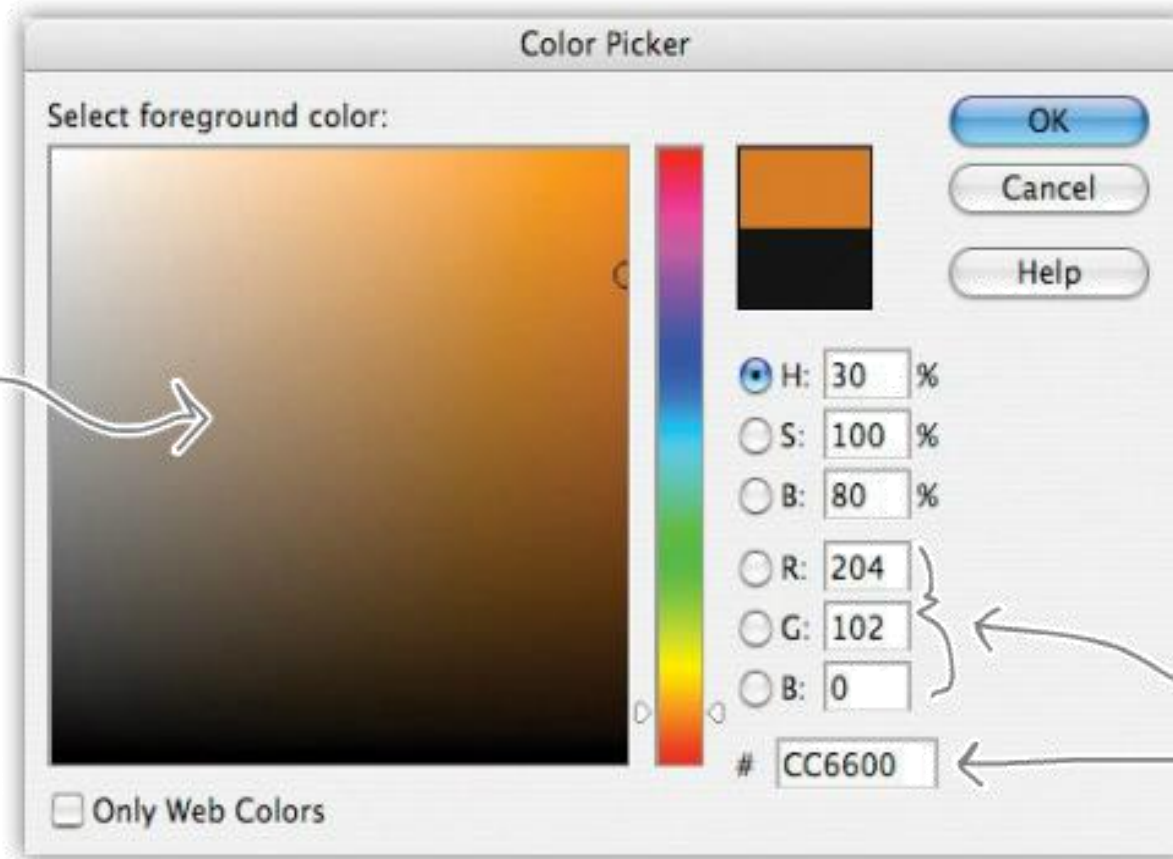 Color Picker
Select foreground color:
OK
Cancel
Help
H: 30 %
S: 100 %
B: 80 %
R: 204
G: 102
B: 0
# CC6600
Only Web Colors